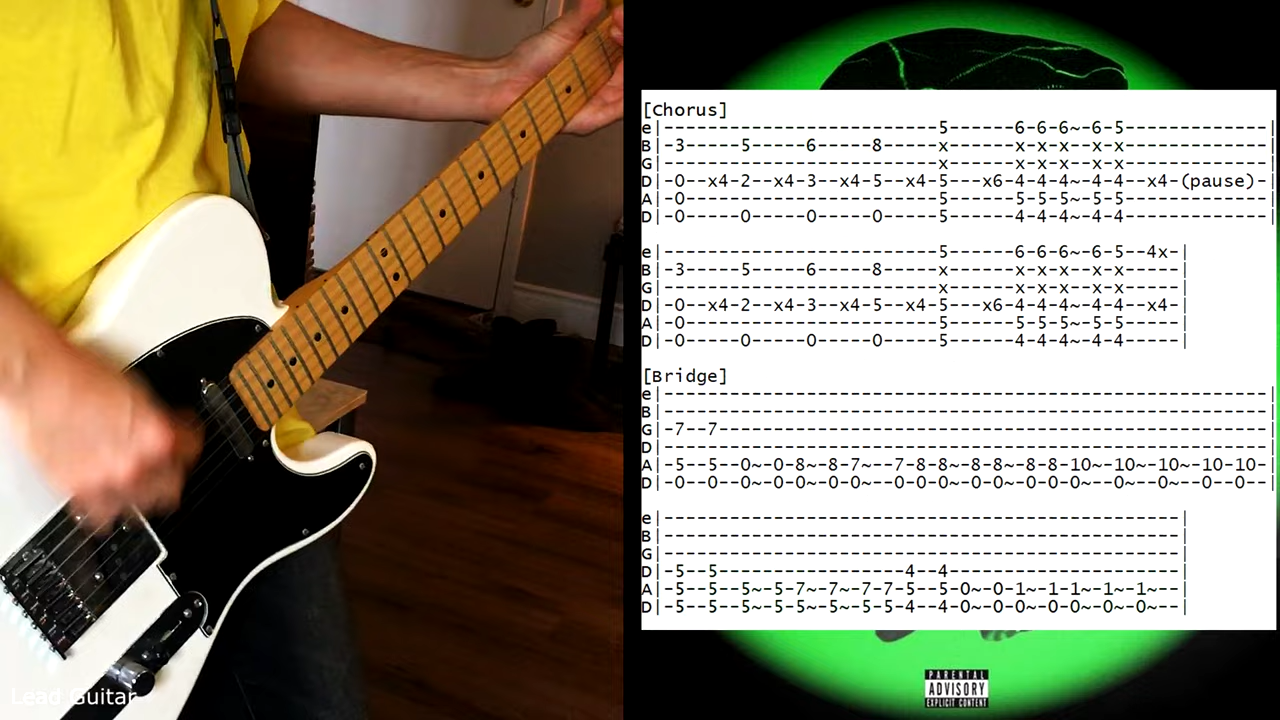 [Chorus]
e|-------------------------5------6-6-6~-6-5-------------|
B|-3-----5-----6-----8-----x------x-x-x--x-x-------------|
G|-------------------------x------x-x-x--x-x-------------|
D|-0--x4-2--x4-3--x4-5--x4-5---x6-4-4-4~-4-4--x4-(pause)-|
A|-0-----------------------5------5-5-5~-5-5-------------|
D|-0-----0-----0-----0-----5------4-4-4~-4-4-------------|
e|-------------------------5------6-6-6~-6-5--4x-|
B|-3-----5-----6-----8-----x------x-x-x--x-x-----|
G|-------------------------x------x-x-x--x-x-----|
D|-0--x4-2--x4-3--x4-5--x4-5---x6-4-4-4~-4-4--x4-|
A|-0-----------------------5------5-5-5~-5-5-----|
D|-0-----0-----0-----0-----5------4-4-4~-4-4-----|
[Bridge]
e|-------------------------------------------------------|
B|-------------------------------------------------------|
G|-7--7--------------------------------------------------|
D|-------------------------------------------------------|
A|-5--5--0~-0-8~-8-7~--7-8-8~-8-8~-8-8-10~-10~-10~-10-10-|
D|-0--0--0~-0-0~-0-0~--0-0-0~-0-0~-0-0-0~--0~--0~--0--0--|
e|-----------------------------------------------|
B|-----------------------------------------------|
G|-----------------------------------------------|
D|-5--5-----------------4--4---------------------|
A|-5--5--5~-5-7~-7~-7-7-5--5-0~-0-1~-1-1~-1~-1~--|
D|-5--5--5~-5-5~-5~-5-5-4--4-0~-0-0~-0-0~-0~-0~--|
PARENTAL
ADVISORY
EXPLICIT CONTENT
Lead Guitar